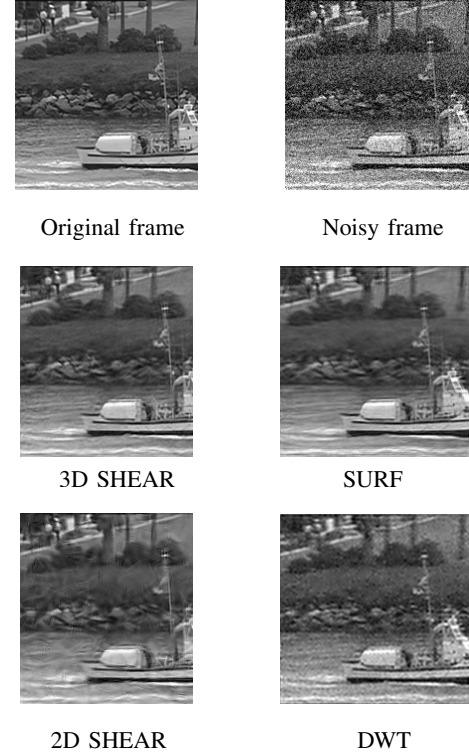 Original frame
Noisy frame
3D SHEAR
SURF
2D SHEAR
DWT